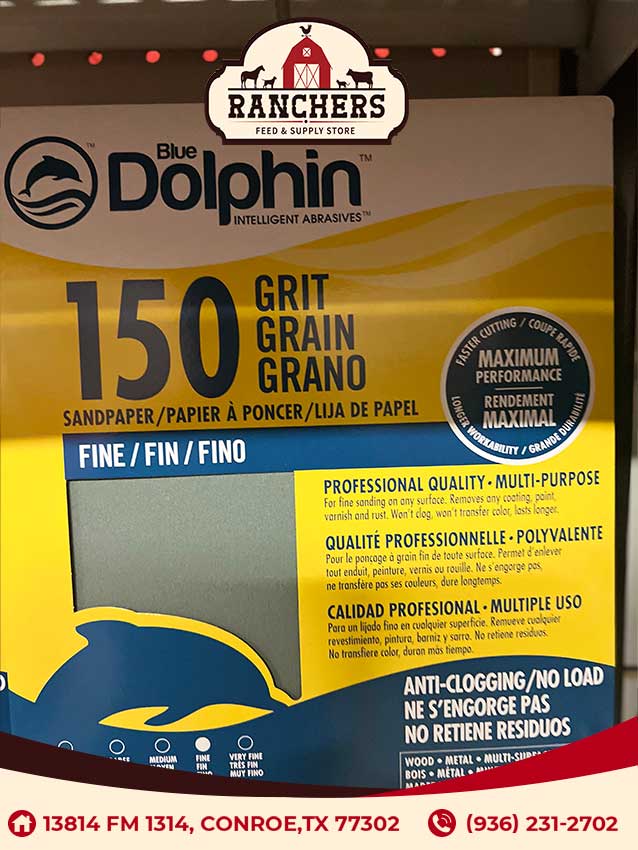 RANCHERS
FEED & SUPPLY STORE
Blue
Dolphin™
INTELLIGENT ABRASIVES™
TM
150
GRIT
GRAIN
GRANO
SANDPAPER/PAPIER À PONCER/LIJA DE PAPEL
FASTER CUTTING / COUPE RAPIDE
MAXIMUM
PERFORMANCE
RENDEMENT
MAXIMAL
LONGER WORKABILITY / GRANDE DURABILITÉ
FINE / FIN / FINO
PROFESSIONAL QUALITY • MULTI-PURPOSE
For fine sanding on any surface. Removes any coating, paint,
varnish and rust. Won't clog, won't transfer color, lasts longer.
QUALITÉ PROFESSIONNELLE • POLYVALENTE
Pour le ponçage à grain fin de toute surface. Permet d'enlever
tout enduit, peinture, vernis ou rouille. Ne s'engorge pas,
ne transfère pas ses couleurs, dure longtemps.
CALIDAD PROFESIONAL • MULTIPLE USO
Para un lijado fino en cualquier superficie. Remueve cualquier
revestimiento, pintura, barniz y sarro. No retiene residuos.
No transfiere color, duran más tiempo.
ANTI-CLOGGING/NO LOAD
NE S'ENGORGE PAS
NO RETIENE RESIDUOS
MEDIUM
FINE
FIN
FINO
VERY FINE
TRÈS FIN
MUY FINO
WOOD • METAL • MULTI-SURFACE
BOIS • MÉTAL
13814 FM 1314, CONROE,TX 77302
(936) 231-2702